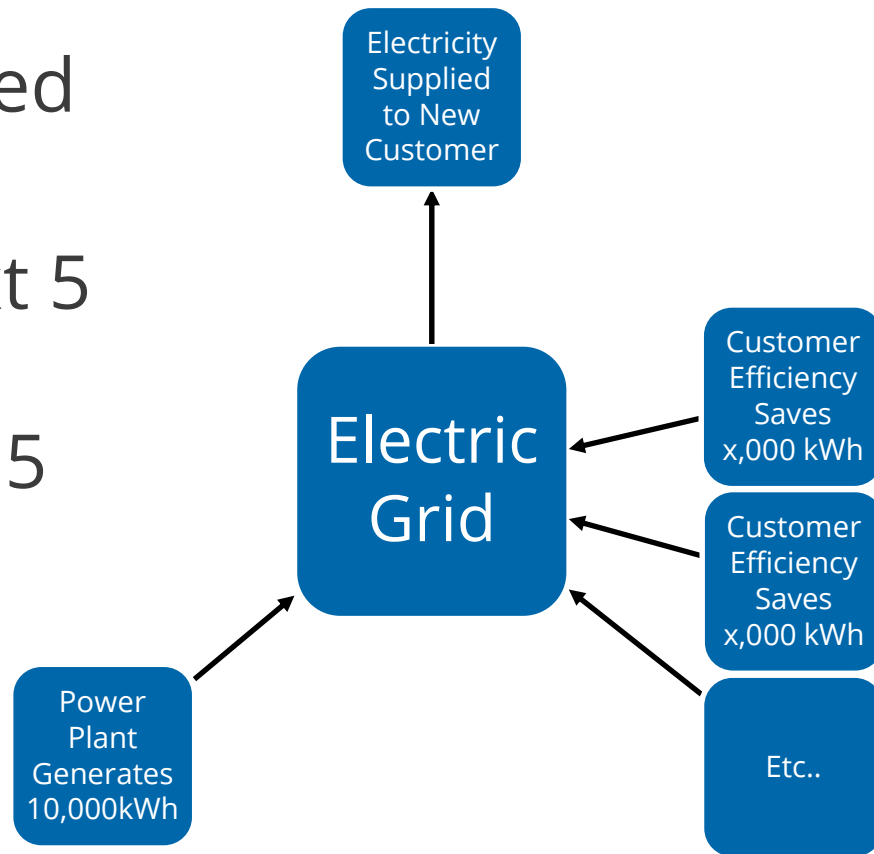 ed
t 5
5
Electricity
Supplied
to New
Customer
Electric
Grid
Customer
Efficiency
Saves
x,000 kWh
Customer
Efficiency
Saves
x,000 kWh
Etc..
Power
Plant
Generates
10,000kWh